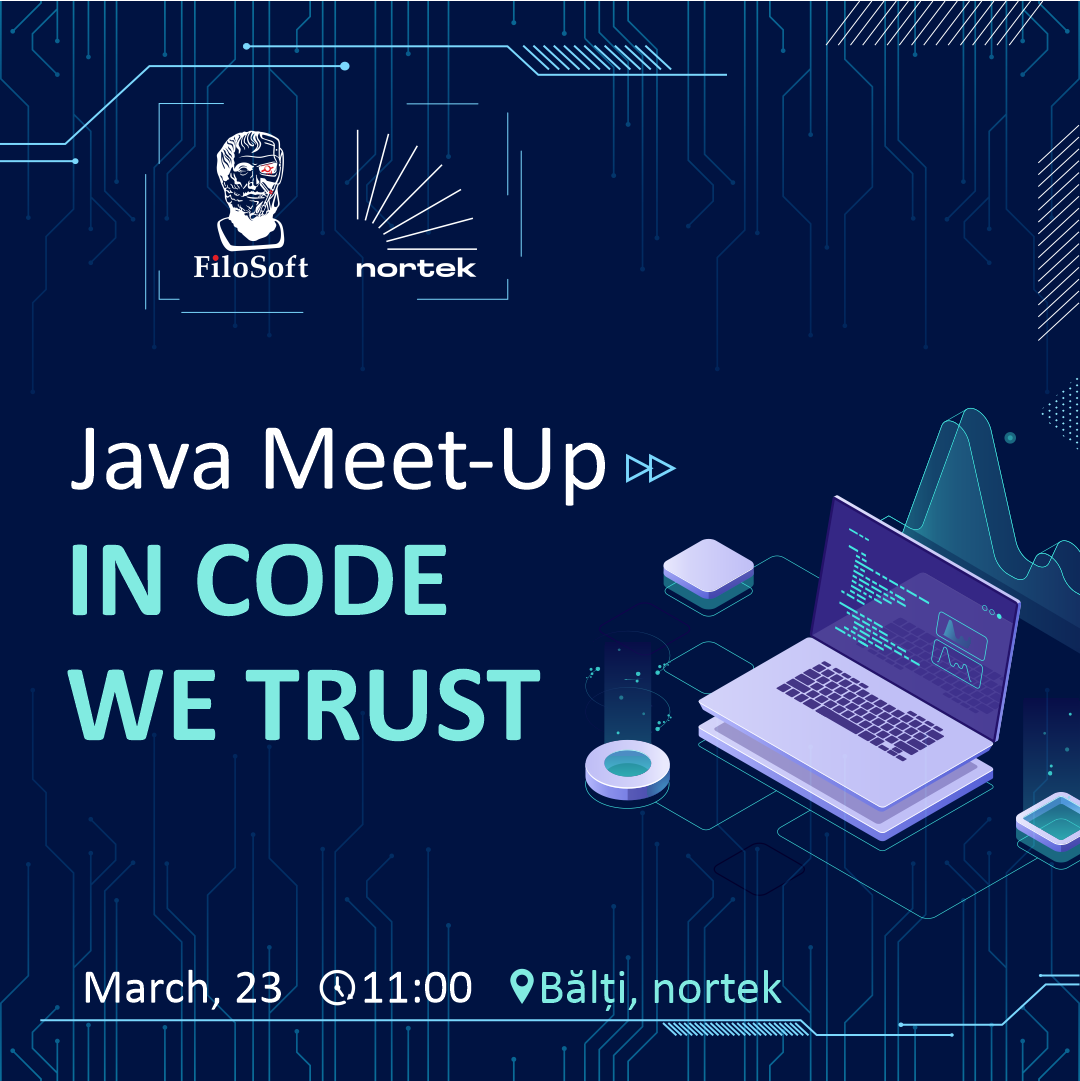 FiloSoft
nortek
Java Meet-Up
IN CODE
WE TRUST
March, 23 11:00 Bălți, nortek